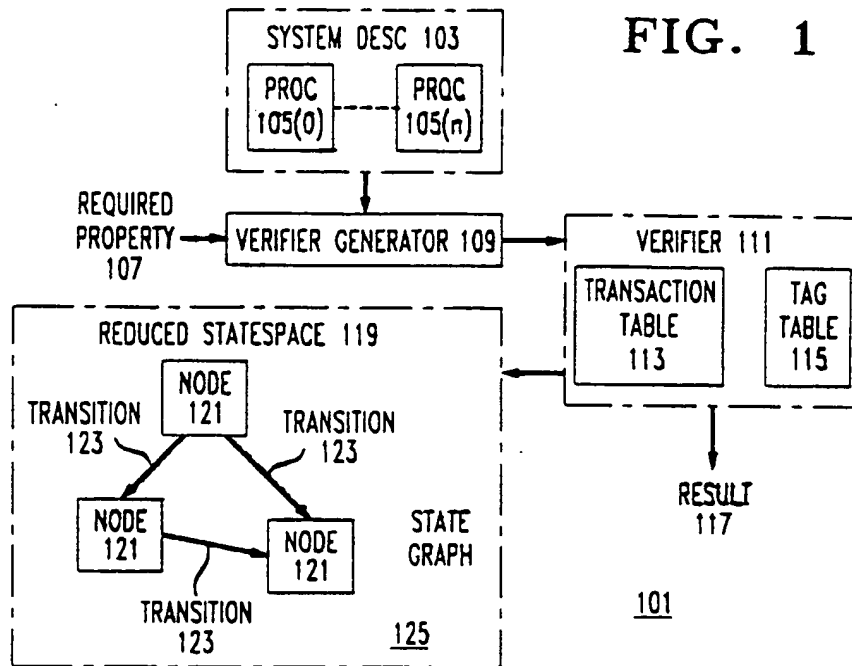 FIG. 1
SYSTEM DESC 103
PROC
105(0)
PROC
105(n)
REQUIRED
PROPERTY
107
VERIFIER GENERATOR 109
VERIFIER 111
TRANSACTION
TABLE
113
TAG
TABLE
115
REDUCED STATESPACE 119
NODE
121
TRANSITION
123
TRANSITION
123
NODE
121
NODE
121
TRANSITION
123
STATE
GRAPH
125
RESULT
117
101